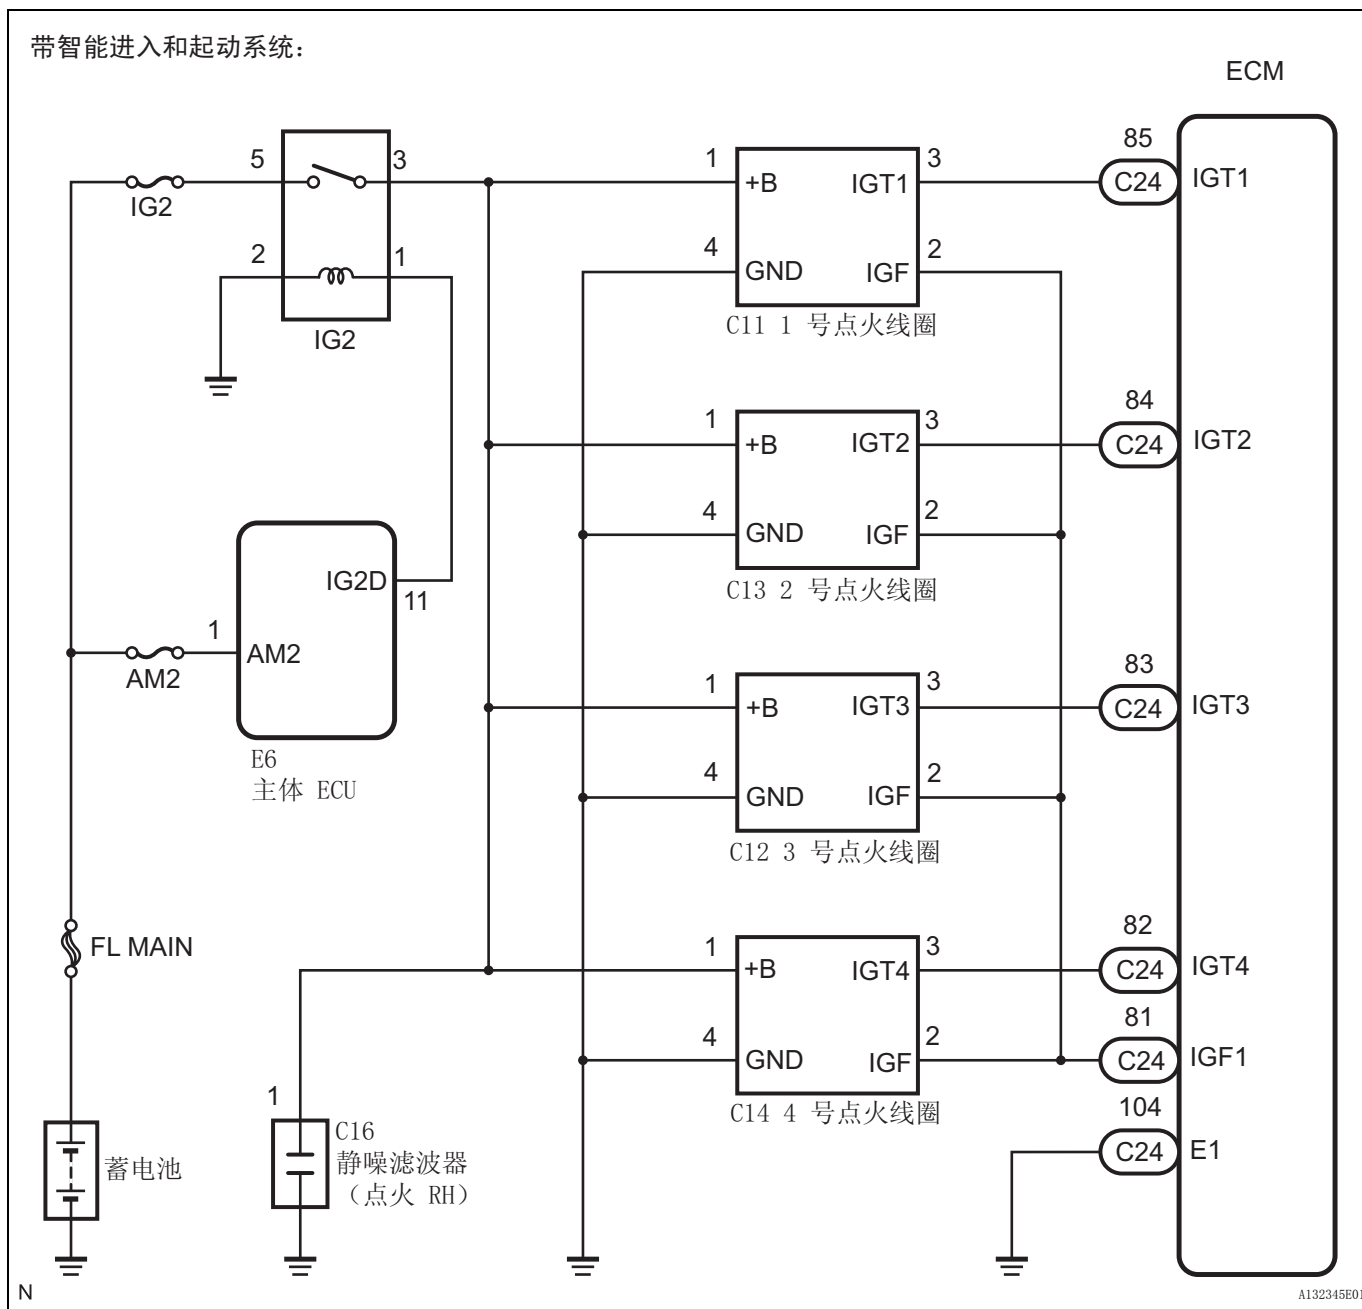 带智能进入和起动系统：
ECM
5
3
IG2
2
1
IG2
1
3
+B
IGT1
4
2
GND
IGF
C11 1 号点火线圈
85
C24
IGT1
1
3
+B
IGT2
4
2
GND
IGF
C13 2 号点火线圈
84
C24
IGT2
IG2D
11
1
AM2
AM2
E6
主体 ECU
1
3
+B
IGT3
4
2
GND
IGF
C12 3 号点火线圈
83
C24
IGT3
FL MAIN
1
3
+B
IGT4
4
2
GND
IGF
C14 4 号点火线圈
82
C24
IGT4
81
C24
IGF1
104
C24
E1
蓄电池
1
C16
静噪滤波器
（点火 RH）
N
A132345E01